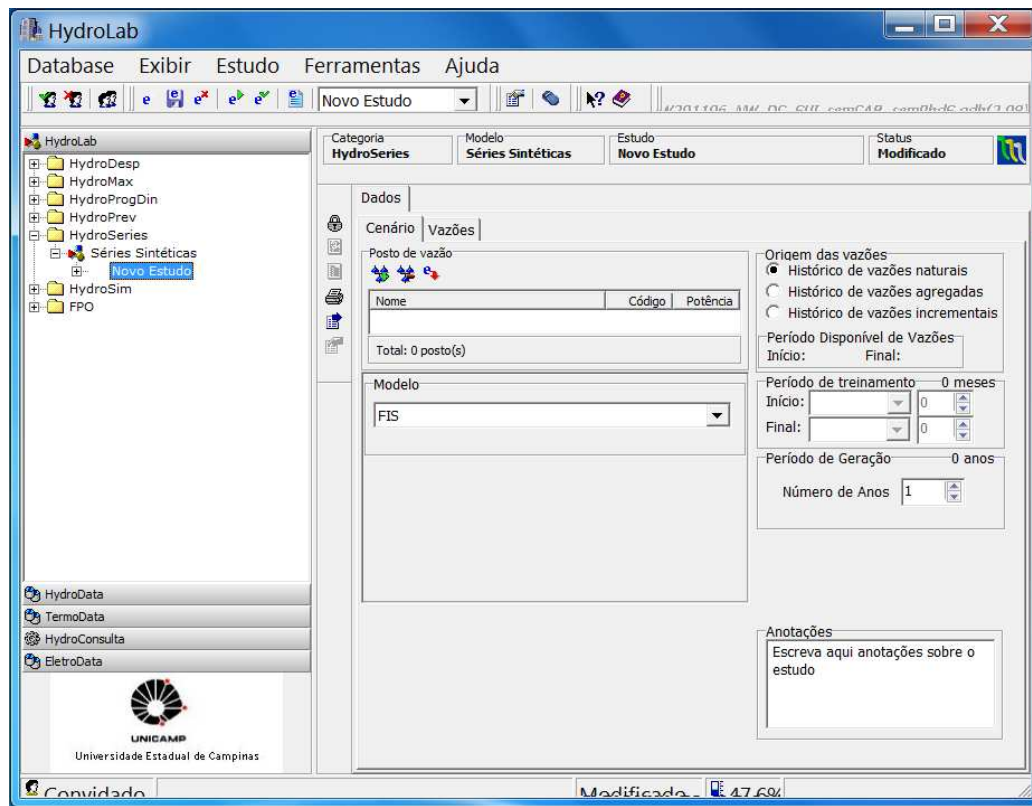 HydroLab
Database Exibir Estudo Ferramentas Ajuda
Novo Estudo
HydroLab
HydroDesp
HydroMax
HydroProgDin
HydroPrev
HydroSeries
Séries Sintéticas
Novo Estudo
HydroSim
FPO
HydroData
TermoData
HydroConsulta
EletroData
UNICAMP
Universidade Estadual de Campinas
Categoria Modelo Estudo Status
HydroSeries Séries Sintéticas Novo Estudo Modificado
Dados
Cenário Vazões
Posto de vazão
Nome Código Potência
Total: 0 posto(s)
Modelo
FIS
Origem das vazões
Histórico de vazões naturais
Histórico de vazões agregadas
Histórico de vazões incrementais
Período Disponível de Vazões
Início: Final:
Período de treinamento 0 meses
Início: 0
Final: 0
Período de Geração 0 anos
Número de Anos 1
Anotações
Escreva aqui anotações sobre o
estudo
Convidado Modificado 47.6%